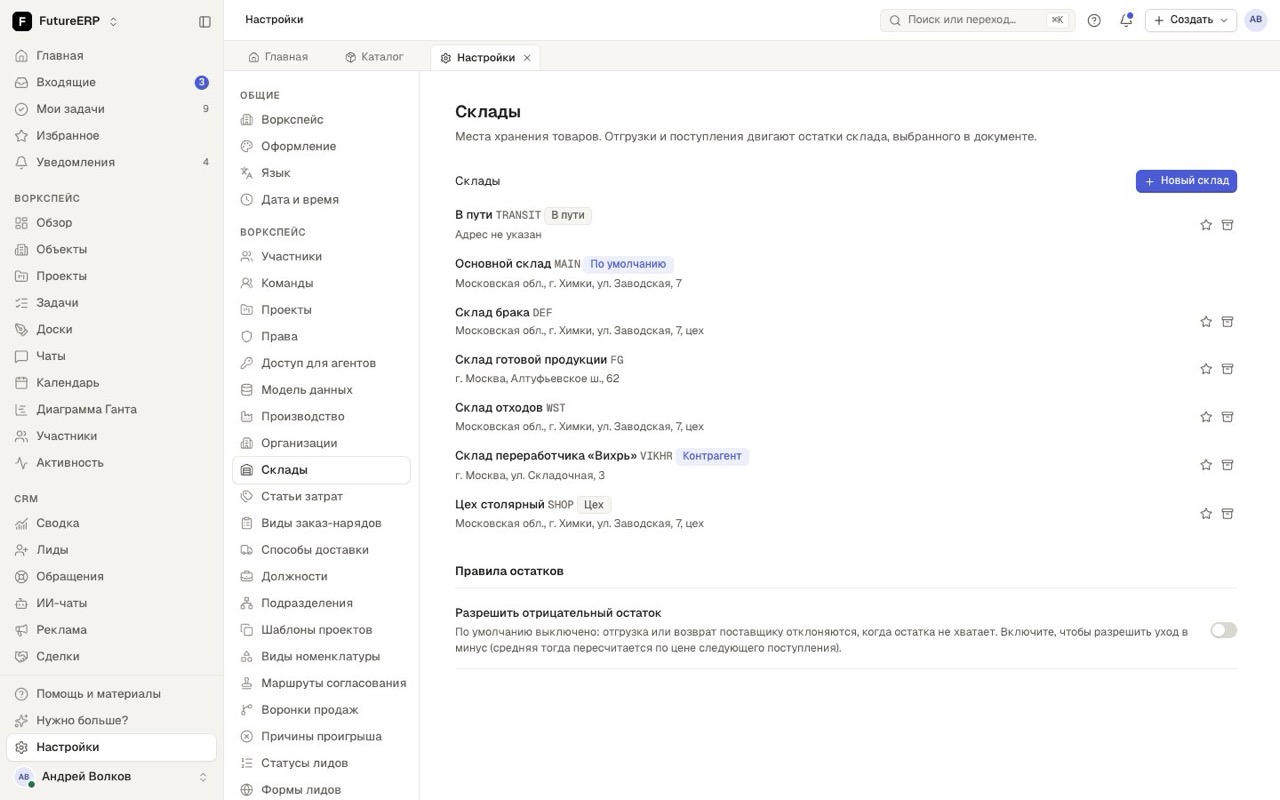 FutureERP
Главная
Входящие 3
Мои задачи 9
Избранное
Уведомления 4
ВОРКСПЕЙС
Обзор
Объекты
Проекты
Задачи
Доски
Чаты
Календарь
Диаграмма Ганта
Участники
Активность
CRM
Сводка
Лиды
Обращения
ИИ-чаты
Реклама
Сделки
Помощь и материалы
Нужно больше?
Настройки
АВ Андрей Волков
Настройки
Поиск или переход… ⌘K
Создать
АВ
Главная
Каталог
Настройки
ОБЩИЕ
Воркспейс
Оформление
Язык
Дата и время
ВОРКСПЕЙС
Участники
Команды
Проекты
Права
Доступ для агентов
Модель данных
Производство
Организации
Склады
Статьи затрат
Виды заказ-нарядов
Способы доставки
Должности
Подразделения
Шаблоны проектов
Виды номенклатуры
Маршруты согласования
Воронки продаж
Причины проигрыша
Статусы лидов
Формы лидов
Склады
Места хранения товаров. Отгрузки и поступления двигают остатки склада, выбранного в документе.
Склады
Новый склад
В пути TRANSIT В пути
Адрес не указан
Основной склад MAIN По умолчанию
Московская обл., г. Химки, ул. Заводская, 7
Склад брака DEF
Московская обл., г. Химки, ул. Заводская, 7, цех
Склад готовой продукции FG
г. Москва, Алтуфьевское ш., 62
Склад отходов WST
Московская обл., г. Химки, ул. Заводская, 7, цех
Склад переработчика «Вихрь» VIKHR Контрагент
г. Москва, ул. Складочная, 3
Цех столярный SHOP Цех
Московская обл., г. Химки, ул. Заводская, 7, цех
Правила остатков
Разрешить отрицательный остаток
По умолчанию выключено: отгрузка или возврат поставщику отклоняются, когда остатка не хватает. Включите, чтобы разрешить уход в
минус (средняя тогда пересчитается по цене следующего поступления).